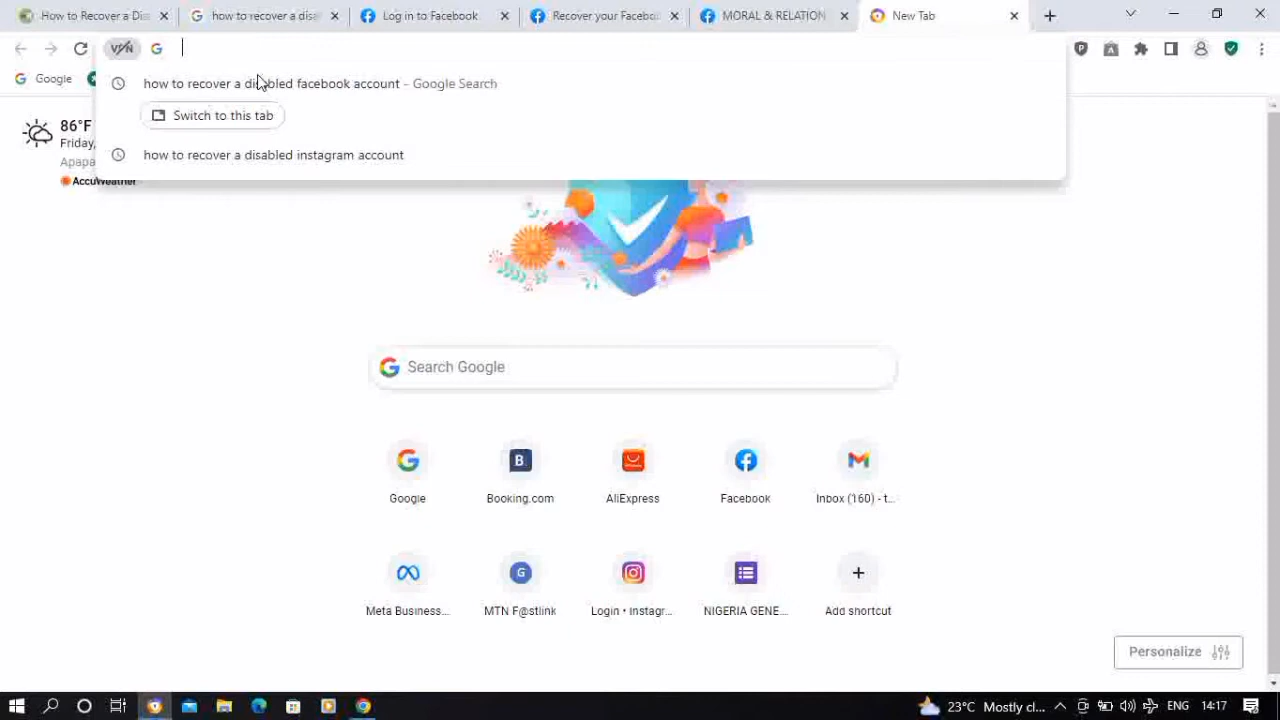 How to Recover a Dis
how to recover a disa
Log in to Facebook
Recover your Facebo
MORAL & RELATION
New Tab
VPN
how to recover a disabled facebook account - Google Search
Google
Switch to this tab
86°F
Friday,
Apapa
how to recover a disabled instagram account
AccuWeather
Search Google
Google
Booking.com
AliExpress
Facebook
Inbox (160) - t...
Meta Business...
MTN F@stlink
Login • Instagr...
NIGERIA GENE...
Add shortcut
Personalize
23°C Mostly cl... ENG 14:17